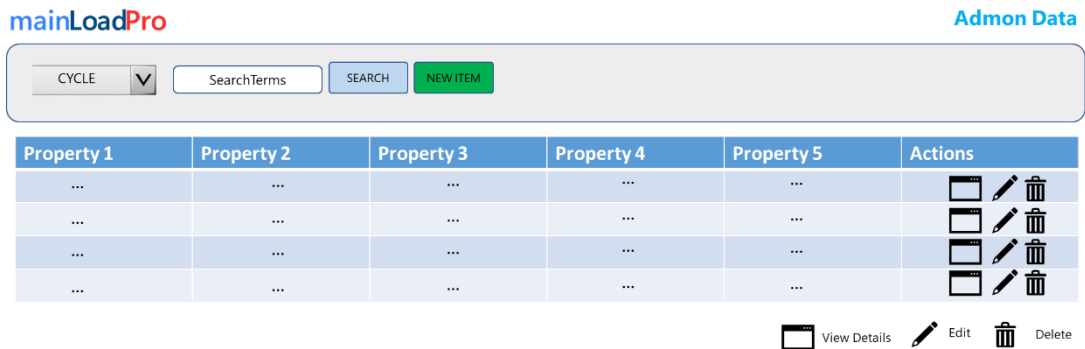 mainLoadPro
Admon Data
CYCLE V SearchTerms SEARCH NEW ITEM
Property 1 Property 2 Property 3 Property 4 Property 5 Actions
... ... ... ... ...
... ... ... ... ...
... ... ... ... ...
... ... ... ... ...
View Details Edit Delete